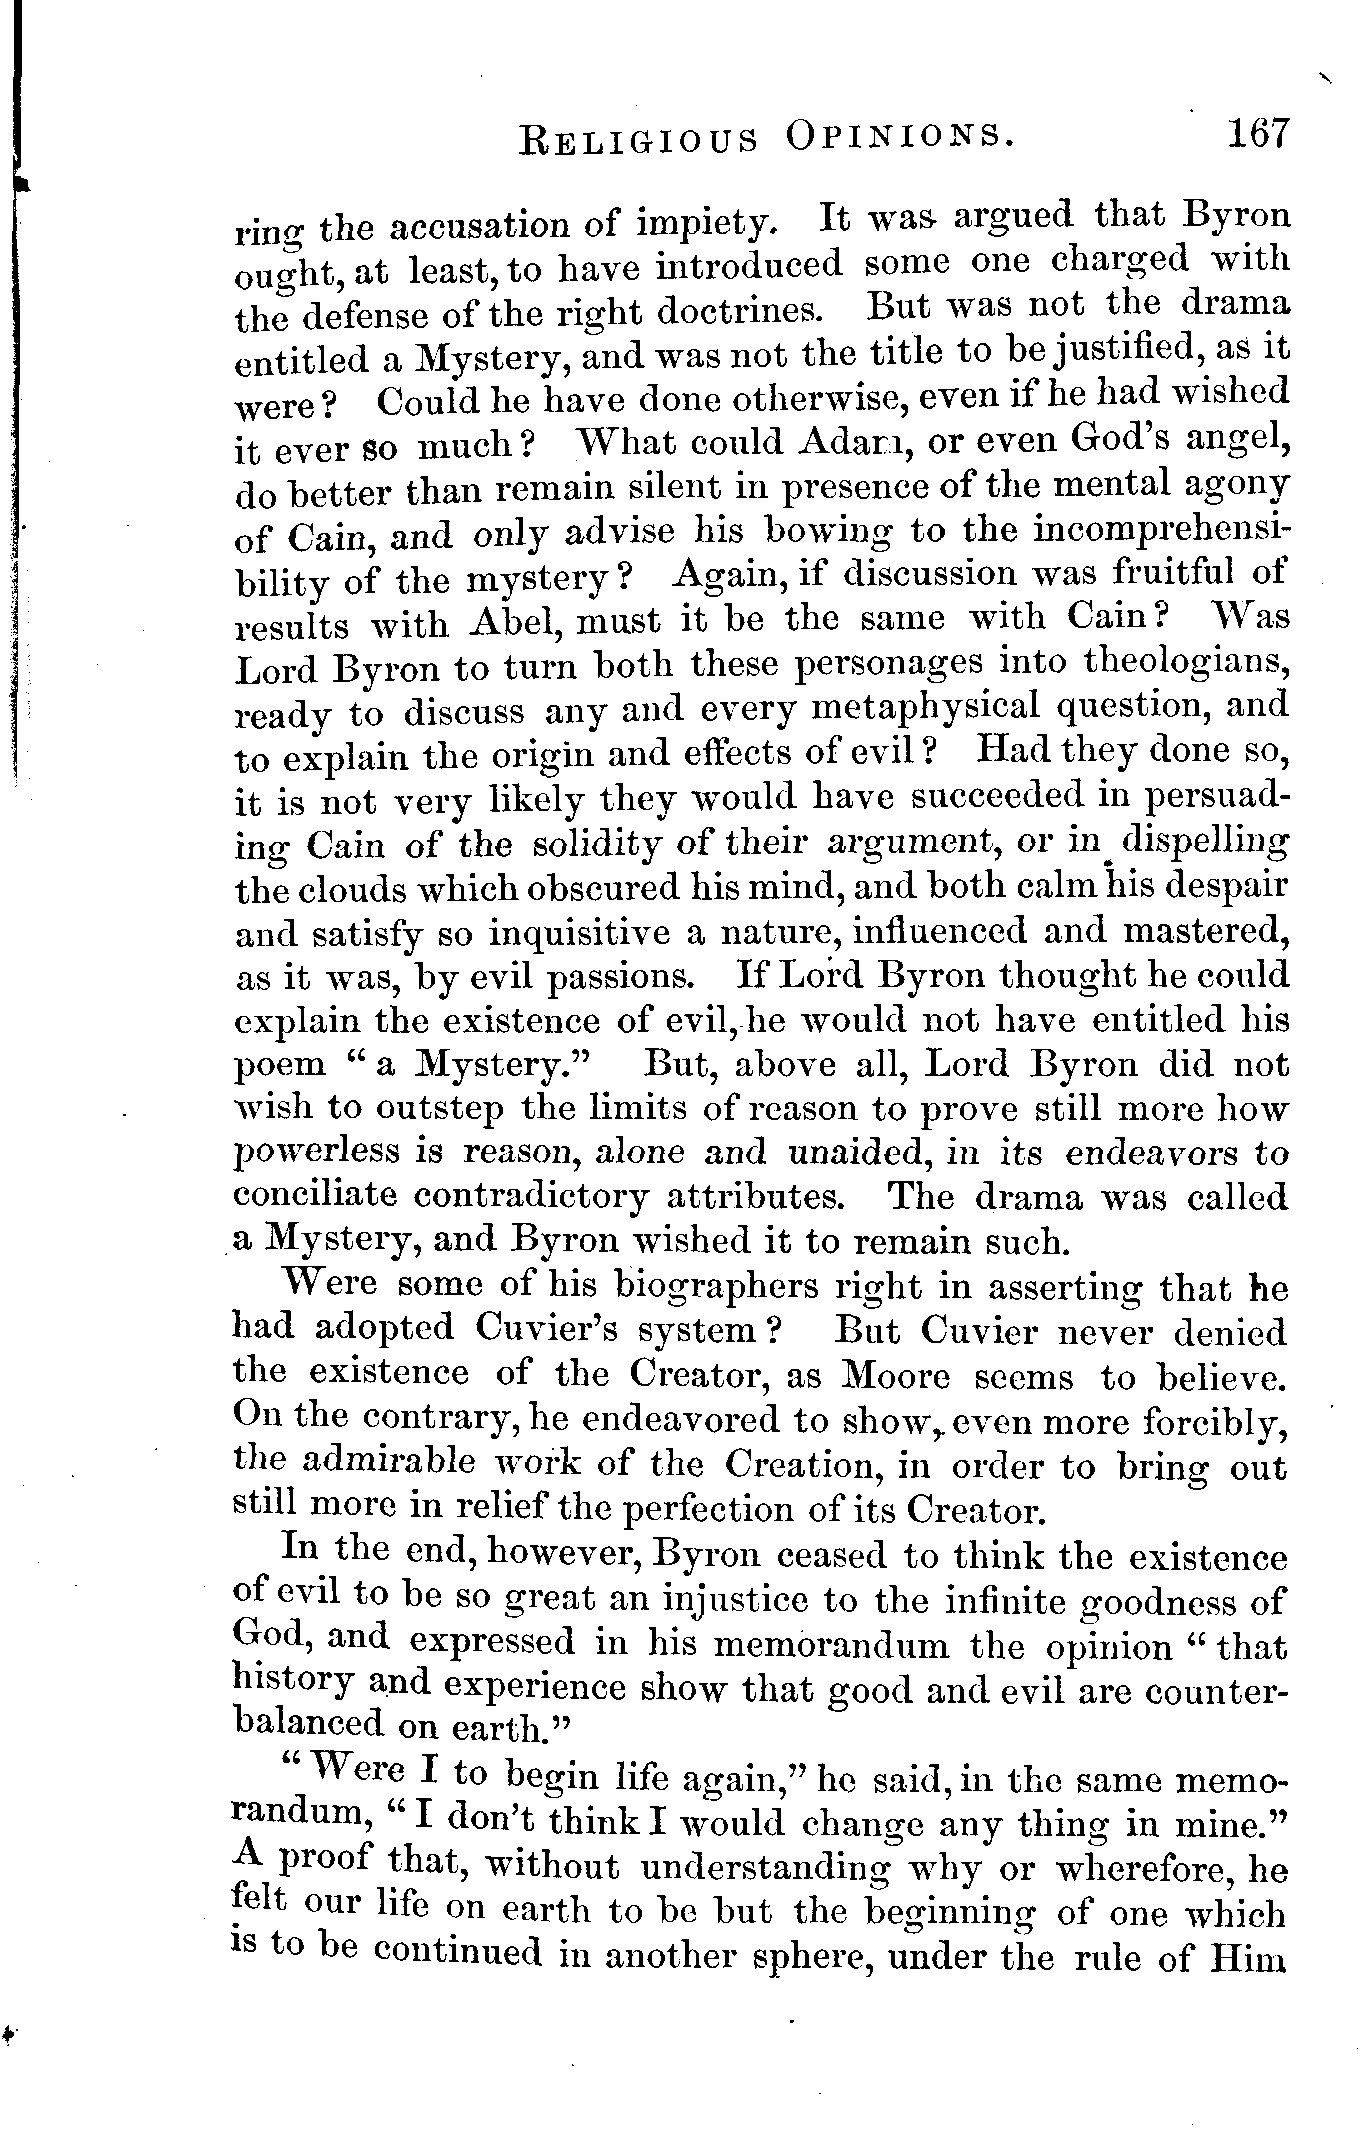 RELIGIOUS OPINIONS. 167
ring the accusation of impiety. It was argued that Byron
ought, at least, to have introduced some one charged with
the defense of the right doctrines. But was not the drama
entitled a Mystery, and was not the title to be justified, as it
were? Could he have done otherwise, even if he had wished
it ever so much? What could Adam, or even God's angel,
do better than remain silent in presence of the mental agony
of Cain, and only advise his bowing to the incomprehensi-
bility of the mystery? Again, if discussion was fruitful of
results with Abel, must it be the same with Cain? Was
Lord Byron to turn both these personages into theologians,
ready to discuss any and every metaphysical question, and
to explain the origin and effects of evil? Had they done so,
it is not very likely they would have succeeded in persuad-
ing Cain of the solidity of their argument, or in dispelling
the clouds which obscured his mind, and both calm his despair
and satisfy so inquisitive a nature, influenced and mastered,
as it was, by evil passions. If Lord Byron thought he could
explain the existence of evil, he would not have entitled his
poem "a Mystery." But, above all, Lord Byron did not
wish to outstep the limits of reason to prove still more how
powerless is reason, alone and unaided, in its endeavors to
conciliate contradictory attributes. The drama was called
a Mystery, and Byron wished it to remain such.
Were some of his biographers right in asserting that he
had adopted Cuvier's system? But Cuvier never denied
the existence of the Creator, as Moore seems to believe.
On the contrary, he endeavored to show, even more forcibly,
the admirable work of the Creation, in order to bring out
still more in relief the perfection of its Creator.
In the end, however, Byron ceased to think the existence
of evil to be so great an injustice to the infinite goodness of
God, and expressed in his memorandum the opinion "that
history and experience show that good and evil are counter-
balanced on earth."
"Were I to begin life again," he said, in the same memo-
randum, "I don't think I would change any thing in mine."
A proof that, without understanding why or wherefore, he
felt our life on earth to be but the beginning of one which
is to be continued in another sphere, under the rule of Him